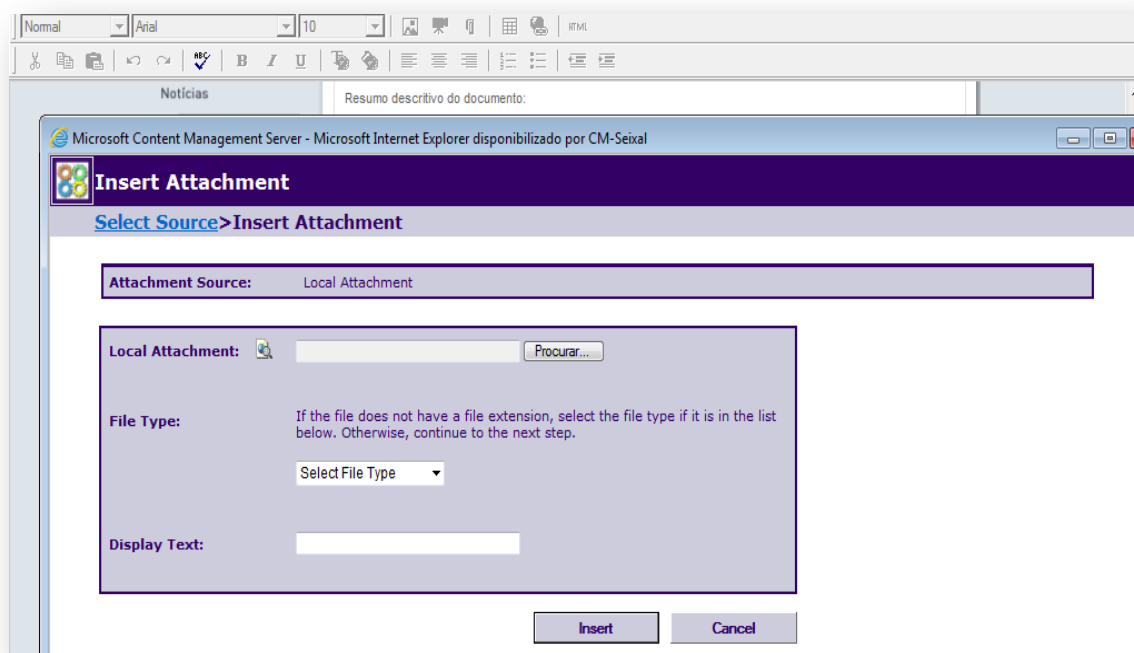 Normal Arial 10 HTML
ABC B I U
Notícias
Resumo descritivo do documento:
Microsoft Content Management Server - Microsoft Internet Explorer disponibilizado por CM-Seixal
Insert Attachment
Select Source>Insert Attachment
Attachment Source: Local Attachment
Local Attachment: Procurar...
File Type: If the file does not have a file extension, select the file type if it is in the list
below. Otherwise, continue to the next step.
Select File Type
Display Text:
Insert Cancel